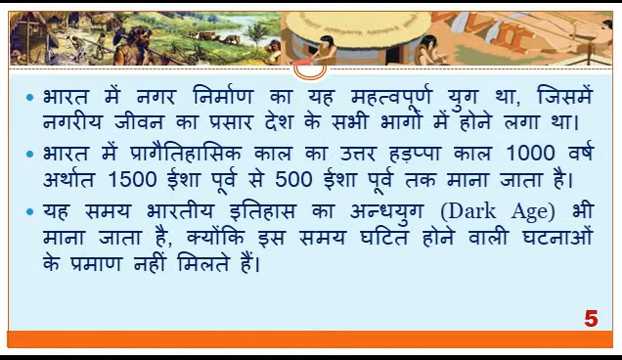 • भारत में नगर निर्माण का यह महत्वपूर्ण युग था, जिसमें
नगरीय जीवन का प्रसार देश के सभी भागों में होने लगा था।
• भारत में प्रागैतिहासिक काल का उत्तर हड़प्पा काल 1000 वर्ष
अर्थात 1500 ईशा पूर्व से 500 ईशा पूर्व तक माना जाता है।
• यह समय भारतीय इतिहास का अन्धयुग (Dark Age) भी
माना जाता है, क्योंकि इस समय घटित होने वाली घटनाओं
के प्रमाण नहीं मिलते हैं।
5